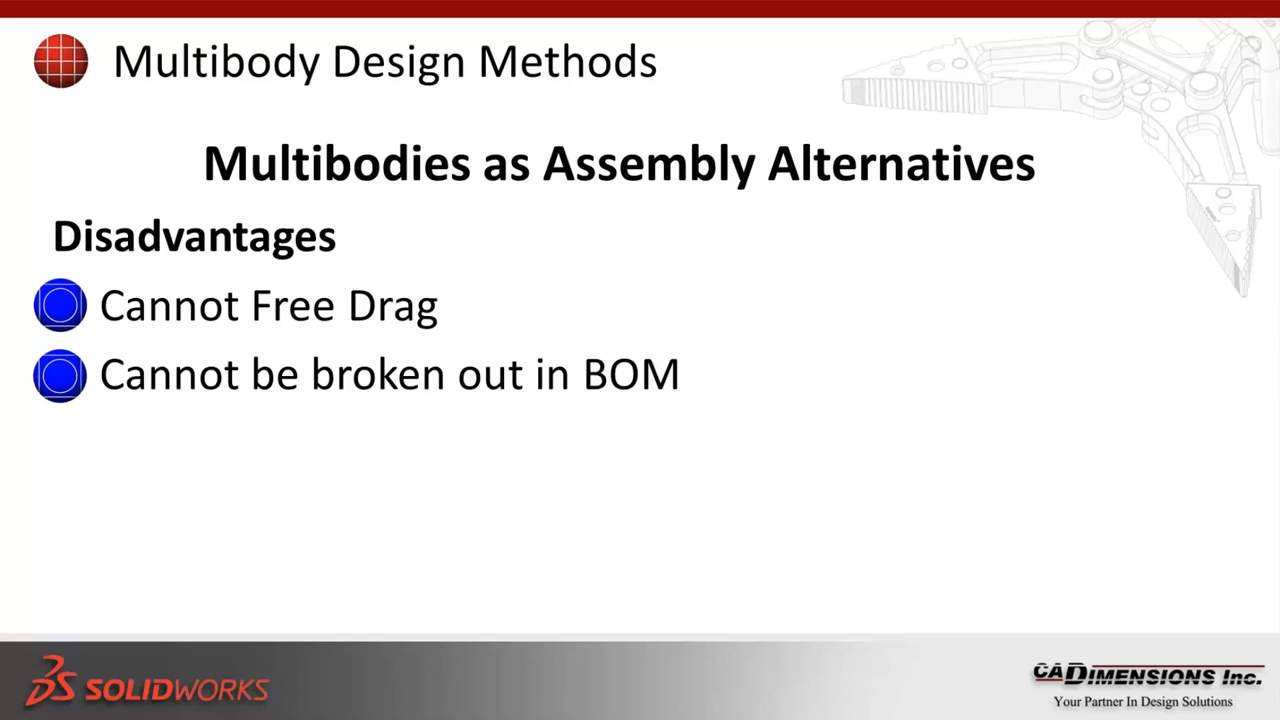 Multibody Design Methods
Multibodies as Assembly Alternatives
Disadvantages
Cannot Free Drag
Cannot be broken out in BOM
SOLIDWORKS
CADIMENSIONS INC.
Your Partner In Design Solutions